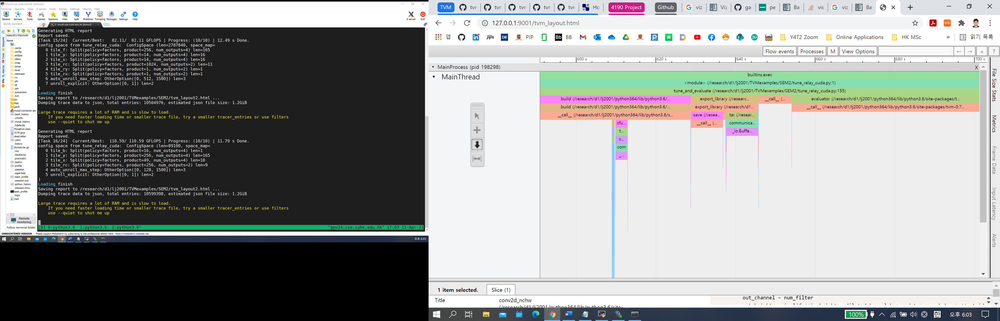 linux9.cse.cuhk.edu.hk (jhchoi6)
Terminal Sessions View X server Tools Games Settings Macros Help
Session Servers Tools Games Sessions View Split MultiExec Tunneling Packages Settings Help X server Exit
Quick connect...
2. linux9.cse.cuhk.edu.hk (jhchoi6)
/data/d0/y16/jhchoi6/
Name
..
.cache
.config
.eclipse
.idlerc
.imap
.keras
.local
.netscape
.nv
.pki
.qt
.ssh
.subversion
.tvm
bin
Mail
perl5
mysql-connector-jav
.bash_history
.viminfo
.mysql_history
.Xdefaults
MysqlCon.class
3170.java
dead.letter
.cshrc
.history
jhchoi6.tar.gz
.rnd
.Xauthority
.procmailrc
.bashrc
.profile
.xsession
.wget-hsts
.bash_profile
.xsession.sun
.python_history
.xsession.linux
bash_profile
.login
mail
Sessions
Tools
Macros
Sftp
Remote monitoring
Follow terminal folder
Generating HTML report
Report saved.
[Task 15/24]  Current/Best:   82.11/  82.11 GFLOPS | Progress: (10/10) | 12.49 s Done.
config space from tune_relay_cuda:  ConfigSpace (len=2787840, space_map=
0 tile_f: Split(policy=factors, product=256, num_outputs=4) len=165
1 tile_y: Split(policy=factors, product=14, num_outputs=4) len=16
2 tile_x: Split(policy=factors, product=14, num_outputs=4) len=16
3 tile_rc: Split(policy=factors, product=1024, num_outputs=2) len=11
4 tile_ry: Split(policy=factors, product=1, num_outputs=2) len=1
5 tile_rx: Split(policy=factors, product=1, num_outputs=2) len=1
6 auto_unroll_max_step: OtherOption([0, 512, 1500]) len=3
7 unroll_explicit: OtherOption([0, 1]) len=2
)
Loading finish
Saving report to /research/d1/lj2001/TVMexamples/SEM2/tvm_layout2.html ...
Dumping trace data to json, total entries: 10504976, estimated json file size: 1.2GiB
Large trace requires a lot of RAM and is slow to load.
If you need faster loading time or smaller trace file, try a smaller tracer_entries or use filters
use --quiet to shut me up
Generating HTML report
Report saved.
[Task 16/24]  Current/Best:  110.59/ 110.59 GFLOPS | Progress: (10/10) | 11.79 s Done.
config space from tune_relay_cuda:  ConfigSpace (len=89100, space_map=
0 tile_b: Split(policy=factors, product=16, num_outputs=4) len=1
1 tile_y: Split(policy=factors, product=256, num_outputs=4) len=165
2 tile_x: Split(policy=factors, product=49, num_outputs=4) len=10
3 tile_rc: Split(policy=factors, product=256, num_outputs=2) len=9
4 auto_unroll_max_step: OtherOption([0, 128, 1500]) len=3
5 unroll_explicit: OtherOption([0, 1]) len=2
)
Loading finish
Saving report to /research/d1/lj2001/TVMexamples/SEM2/tvm_layout2.html ...
Dumping trace data to json, total entries: 10599398, estimated json file size: 1.2GiB
Large trace requires a lot of RAM and is slow to load.
If you need faster loading time or smaller trace file, try a smaller tracer_entries or use filters
use --quiet to shut me up
[0] 0:python3.6  1:python3.6- 2:python3.6*
"gpu34.cse.cuhk.edu.hk" 17:03 11-Apr-21
UNREGISTERED VERSION - Please support MobaXterm by subscribing to the professional edition here: https://mobaxterm.mobatek.net
오후 6:03
TVM tvn tvn tvn tvn tvn Ho 4190 Project Github viz Viz ga pe Ba vis viz Ba
127.0.0.1:9001/tvm_layout.html
앱 jijis DB PIP Bb BB Y4T2 Zoom Online Applications HK MSc » 읽기 목록
Flow events Processes M View Options ← → » ?
600 s 620 s 640 s 660 s 680 s 700 s
MainProcess (pid 198298) X
MainThread
builtins.exec
<module> (/research/d1/lj2001/TVMexamples/SEM2/tune_relay_cuda.py:1)
tune_and_evaluate (/research/d1/lj2001/TVMexamples/SEM2/tune_relay_cuda.py:155)
build (/research/d1/lj2001/python364/lib/python3.6/... export_library (/researc... __call__ (... evaluator (/research/d1/lj2001/python364/lib/python3.6/site-packages/t...
build (/research/d1/lj2001/python364/lib/python3.6/... export_library (/research/d1... __call__ (/research/d1/lj2001/python364/lib/python3.6/site-packages/tvm-0.7...
__call__ (/research/d1/lj2001/python364/lib/python3.6/s... save (/resea... tar (/resear...
cfu... __call__ (... communica...
t... _io.Buffe...
c...
com
_...
File Size Stats
Metrics
Frame Data
Input Latency
Alerts
1 item selected. Slice (1)
Title conv2d_nchw
(/research/d1/lj2001/python364/lib/python3.6/site-
out_channel = num_filter
100% 한 오후 6:03